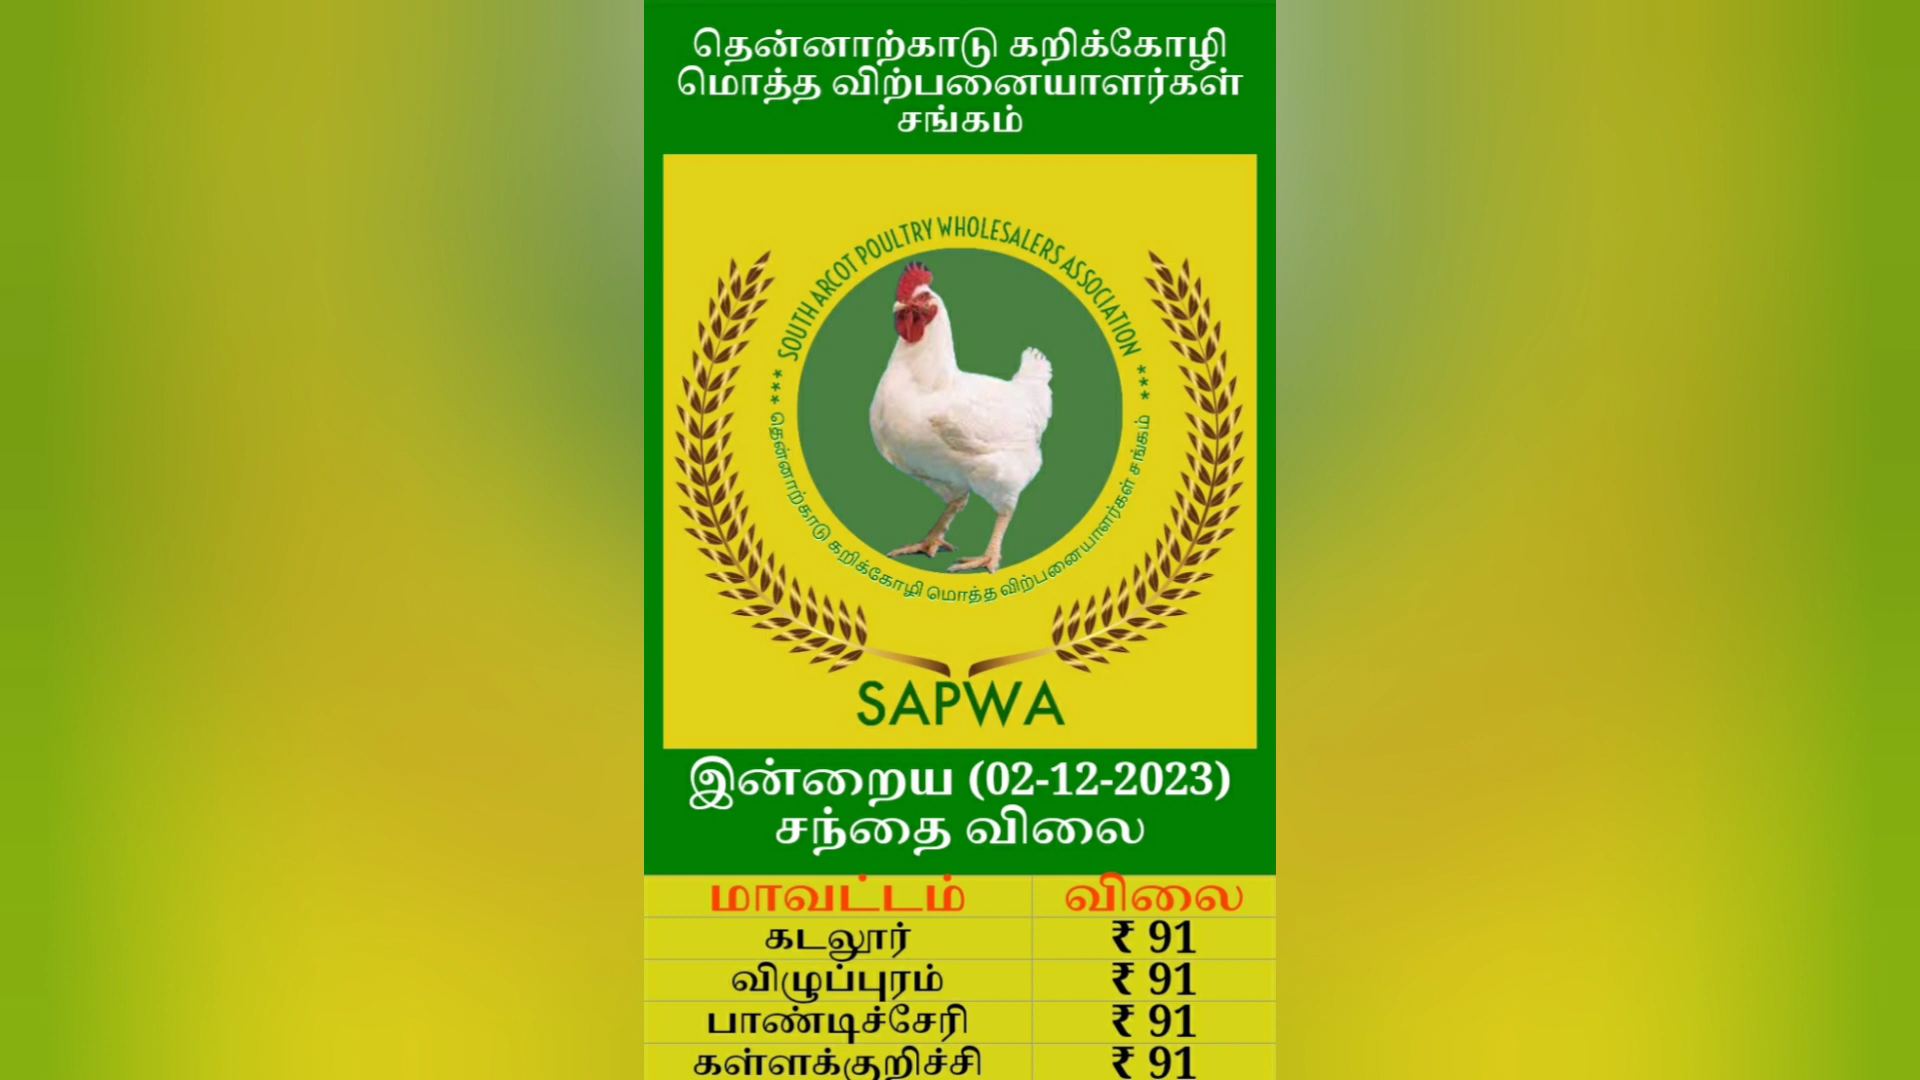 தென்னாற்காடு கறிக்கோழி
மொத்த விற்பனையாளர்கள்
சங்கம்
*** SOUTH ARCOT POULTRY WHOLESALERS ASSOCIATION ***
தென்னாற்காடு கறிக்கோழி மொத்த விற்பனையாளர்கள் சங்கம்
SAPWA
இன்றைய (02-12-2023)
சந்தை விலை
மாவட்டம் விலை
கடலூர் ₹ 91
விழுப்புரம் ₹ 91
பாண்டிச்சேரி ₹ 91
கள்ளக்குறிச்சி ₹ 91